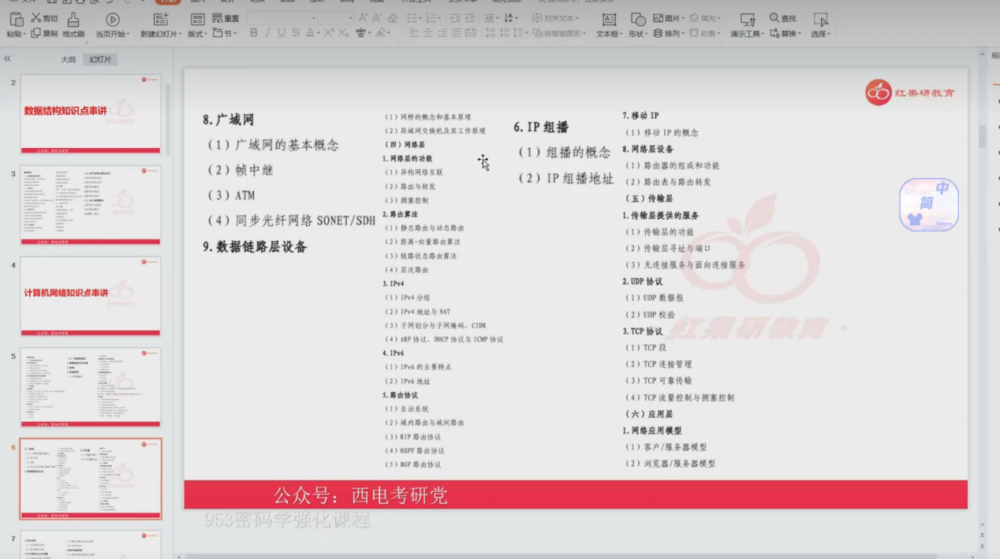 剪切
粘贴
复制
格式刷
当页开始
新建幻灯片
重置
版式
节
对齐文本
转智能图形
文本框
形状
图片
填充
排列
轮廓
演示工具
查找
替换
选择
大纲
幻灯片
2
数据结构知识点串讲
3
4
计算机网络知识点串讲
5
6
7
红果研教育
8.广域网
（1）广域网的基本概念
（2）帧中继
（3）ATM
（4）同步光纤网络 SONET/SDH
9.数据链路层设备
（1）网桥的概念和基本原理
（2）局域网交换机及其工作原理
（四）网络层
1.网络层的功能
（1）异构网络互联
（2）路由与转发
（3）拥塞控制
2.路由算法
（1）静态路由与动态路由
（2）距离-向量路由算法
（3）链路状态路由算法
（4）层次路由
3.IPv4
（1）IPv4 分组
（2）IPv4 地址与 NAT
（3）子网划分与子网掩码、CIDR
（4）ARP 协议、DHCP 协议与 ICMP 协议
4.IPv6
（1）IPv6 的主要特点
（2）IPv6 地址
5.路由协议
（1）自治系统
（2）域内路由与域间路由
（3）RIP 路由协议
（4）OSPF 路由协议
（5）BGP 路由协议
6.IP 组播
（1）组播的概念
（2）IP 组播地址
7.移动 IP
（1）移动 IP 的概念
8.网络层设备
（1）路由器的组成和功能
（2）路由表与路由转发
（五）传输层
1.传输层提供的服务
（1）传输层的功能
（2）传输层寻址与端口
（3）无连接服务与面向连接服务
2.UDP 协议
（1）UDP 数据报
（2）UDP 校验
3.TCP 协议
（1）TCP 段
（2）TCP 连接管理
（3）TCP 可靠传输
（4）TCP 流量控制与拥塞控制
（六）应用层
1.网络应用模型
（1）客户/服务器模型
（2）浏览器/服务器模型
红果研教育
中
简
公众号：西电考研党
953密码学强化课程